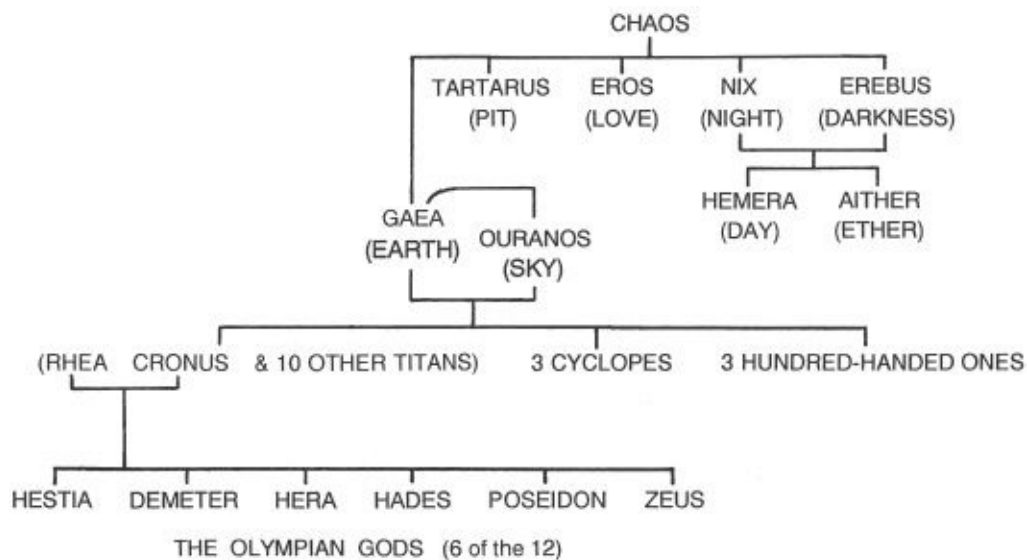 CHAOS
TARTARUS EROS NIX EREBUS
(PIT) (LOVE) (NIGHT) (DARKNESS)
HEMERA AITHER
(DAY) (ETHER)
GAEA
(EARTH)
OURANOS
(SKY)
(RHEA CRONUS & 10 OTHER TITANS) 3 CYCLOPES 3 HUNDRED-HANDED ONES
HESTIA DEMETER HERA HADES POSEIDON ZEUS
THE OLYMPIAN GODS (6 of the 12)